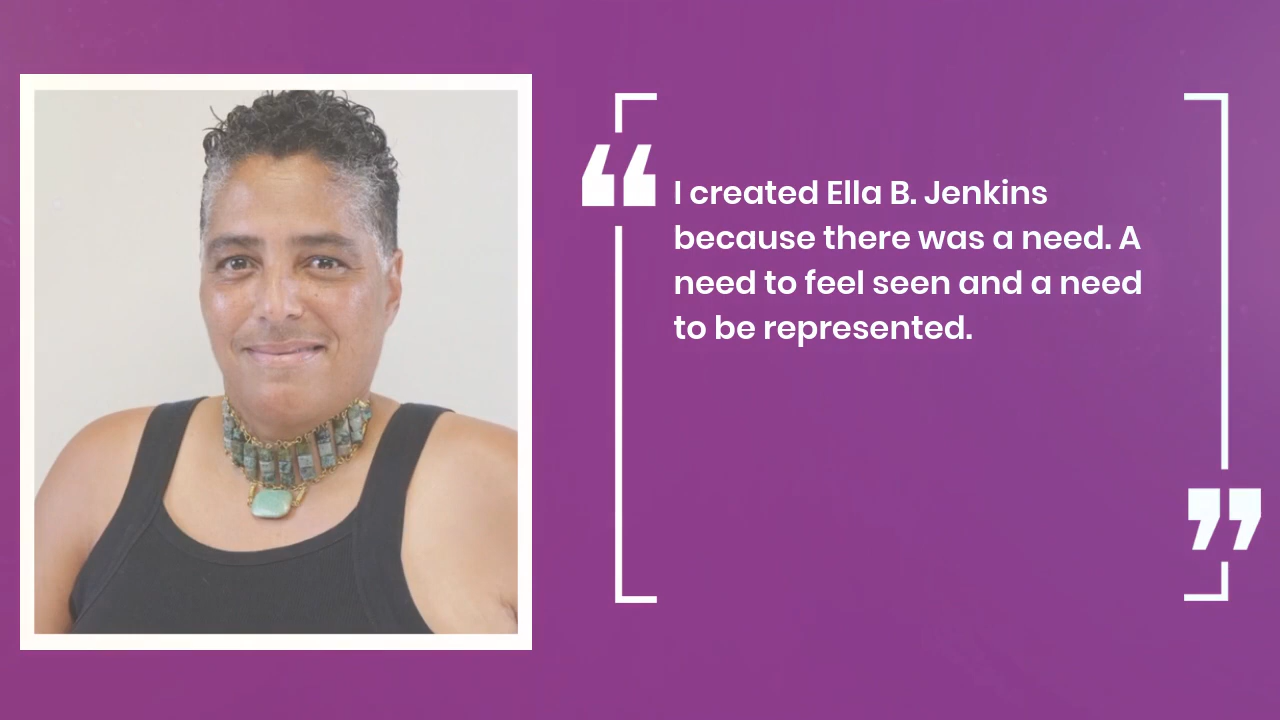 “ I created Ella B. Jenkins
because there was a need. A
need to feel seen and a need
to be represented. ”